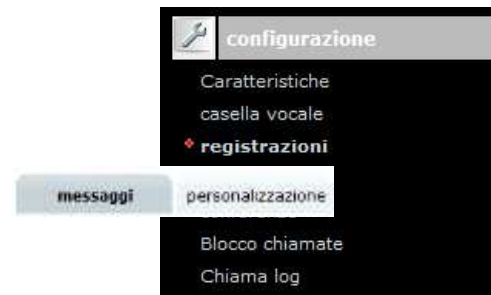 configurazione
Caratteristiche
casella vocale
registrazioni
messaggi personalizzazione
Blocco chiamate
Chiama log